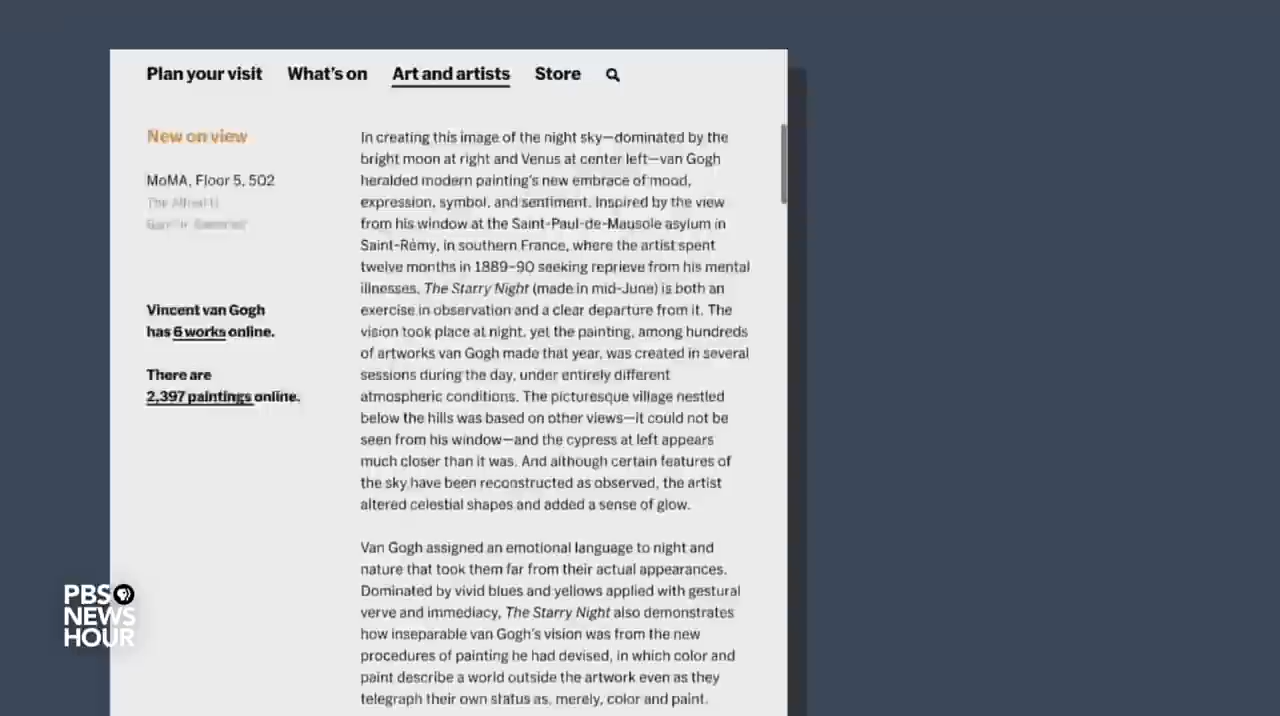 Plan your visit What's on Art and artists Store
New on view
MoMA, Floor 5, 502
Vincent van Gogh
has 6 works online.
There are
2,397 paintings online.
In creating this image of the night sky—dominated by the
bright moon at right and Venus at center left—van Gogh
heralded modern painting's new embrace of mood,
expression, symbol, and sentiment. Inspired by the view
from his window at the Saint-Paul-de-Mausole asylum in
Saint-Rémy, in southern France, where the artist spent
twelve months in 1889–90 seeking reprieve from his mental
illnesses, The Starry Night (made in mid-June) is both an
exercise in observation and a clear departure from it. The
vision took place at night, yet the painting, among hundreds
of artworks van Gogh made that year, was created in several
sessions during the day, under entirely different
atmospheric conditions. The picturesque village nestled
below the hills was based on other views—it could not be
seen from his window—and the cypress at left appears
much closer than it was. And although certain features of
the sky have been reconstructed as observed, the artist
altered celestial shapes and added a sense of glow.
Van Gogh assigned an emotional language to night and
nature that took them far from their actual appearances.
Dominated by vivid blues and yellows applied with gestural
verve and immediacy, The Starry Night also demonstrates
how inseparable van Gogh's vision was from the new
procedures of painting he had devised, in which color and
paint describe a world outside the artwork even as they
telegraph their own status as, merely, color and paint.
PBS
NEWS
HOUR